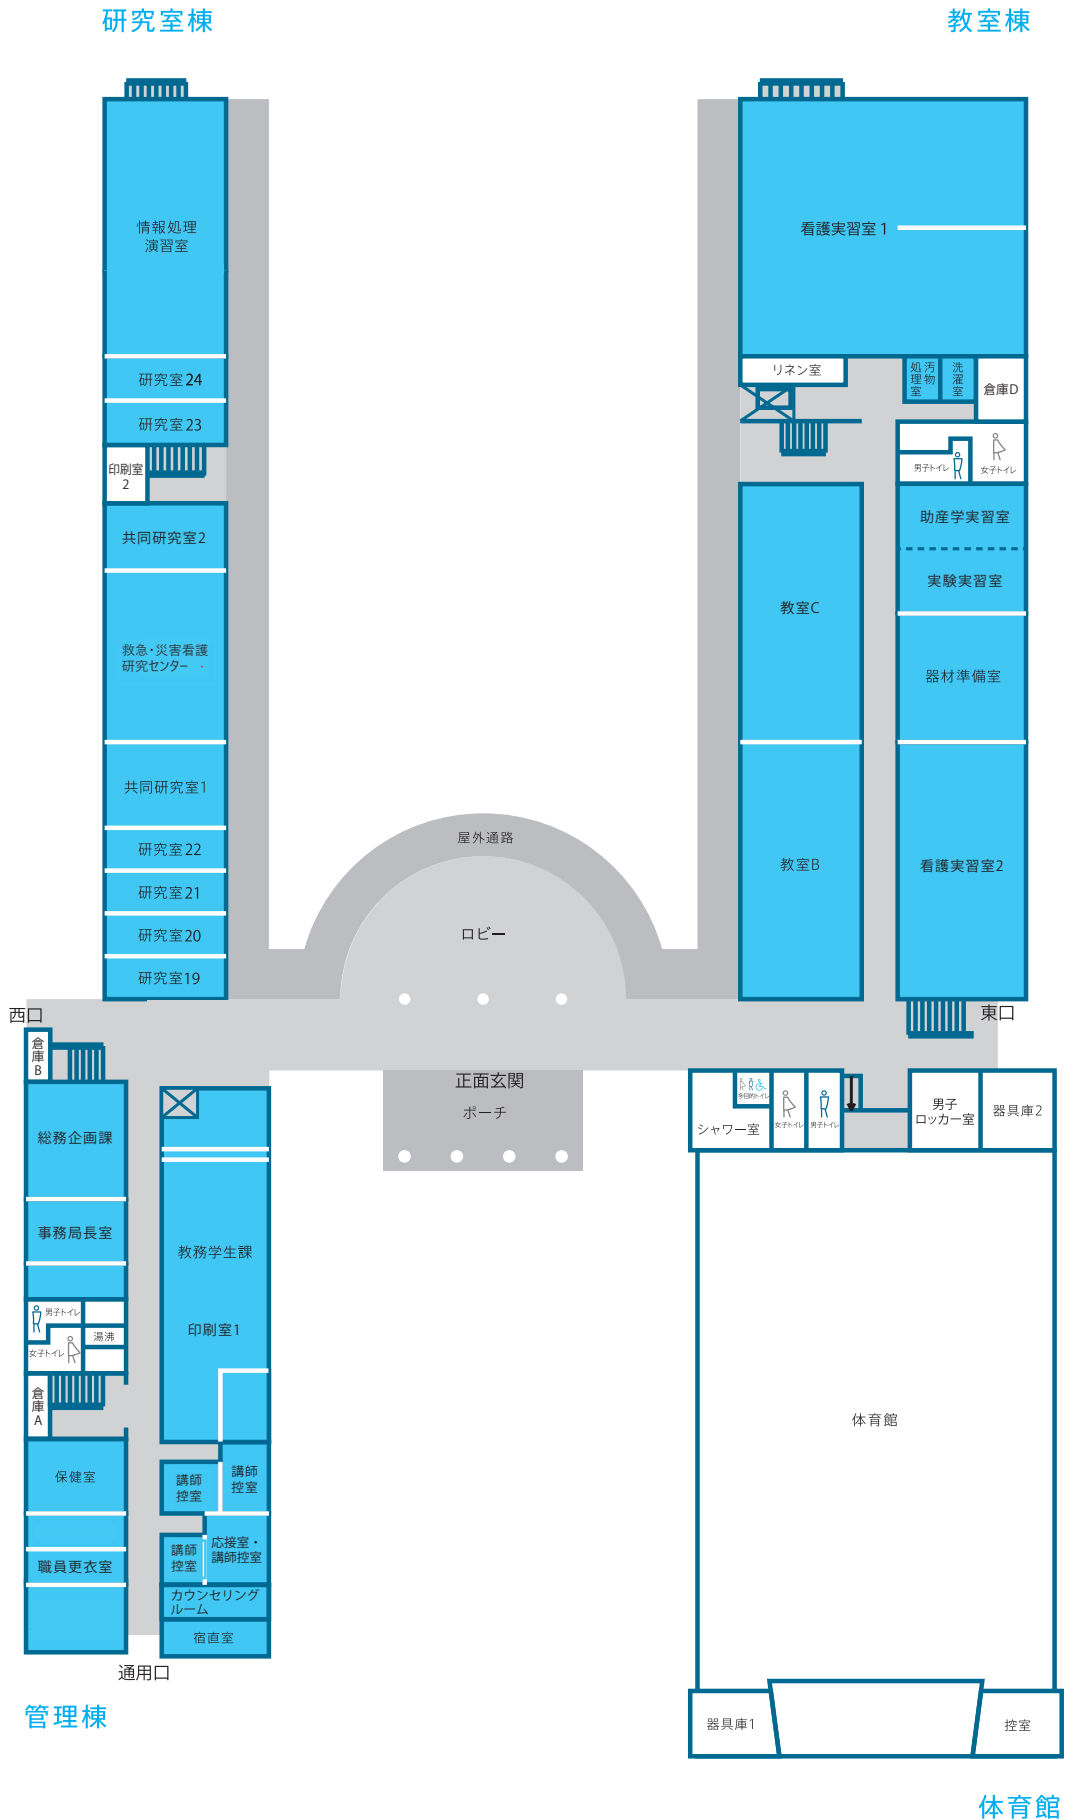 研究室棟
教室棟
情報処理
演習室
研究室24
研究室23
印刷室
2
共同研究室2
救急・災害看護
研究センター
共同研究室1
研究室22
研究室21
研究室20
研究室19
看護実習室 1
リネン室
汚物
処理室
洗濯室
倉庫D
男子トイレ
女子トイレ
助産学実習室
実験実習室
器材準備室
看護実習室2
教室C
教室B
屋外通路
ロビー
西口
東口
正面玄関
ポーチ
倉庫B
総務企画課
事務局長室
男子トイレ
女子トイレ
湯沸
倉庫A
保健室
職員更衣室
教務学生課
印刷室1
講師
控室
講師
控室
講師
控室
応接室・
講師控室
カウンセリング
ルーム
宿直室
通用口
管理棟
多目的トイレ
シャワー室
女子トイレ
男子トイレ
男子
ロッカー室
器具庫2
体育館
器具庫1
控室
体育館